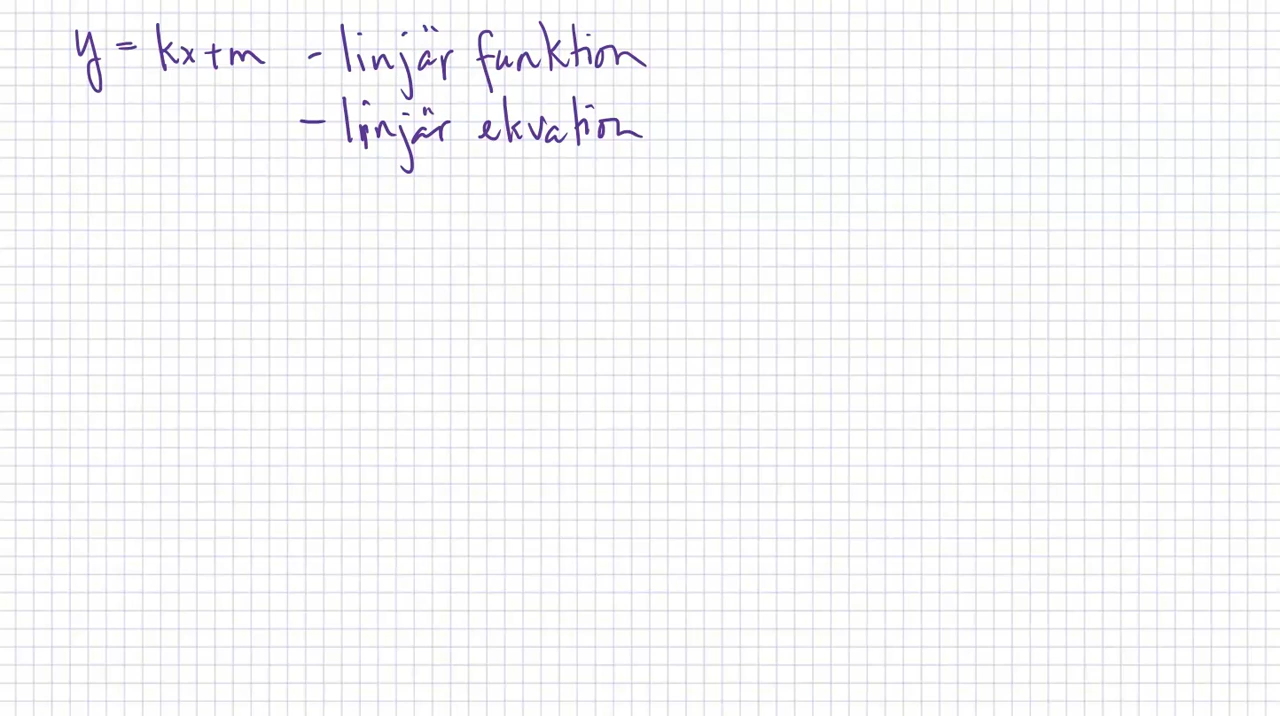 y = kx+m - linjär funktion
- linjär ekvation